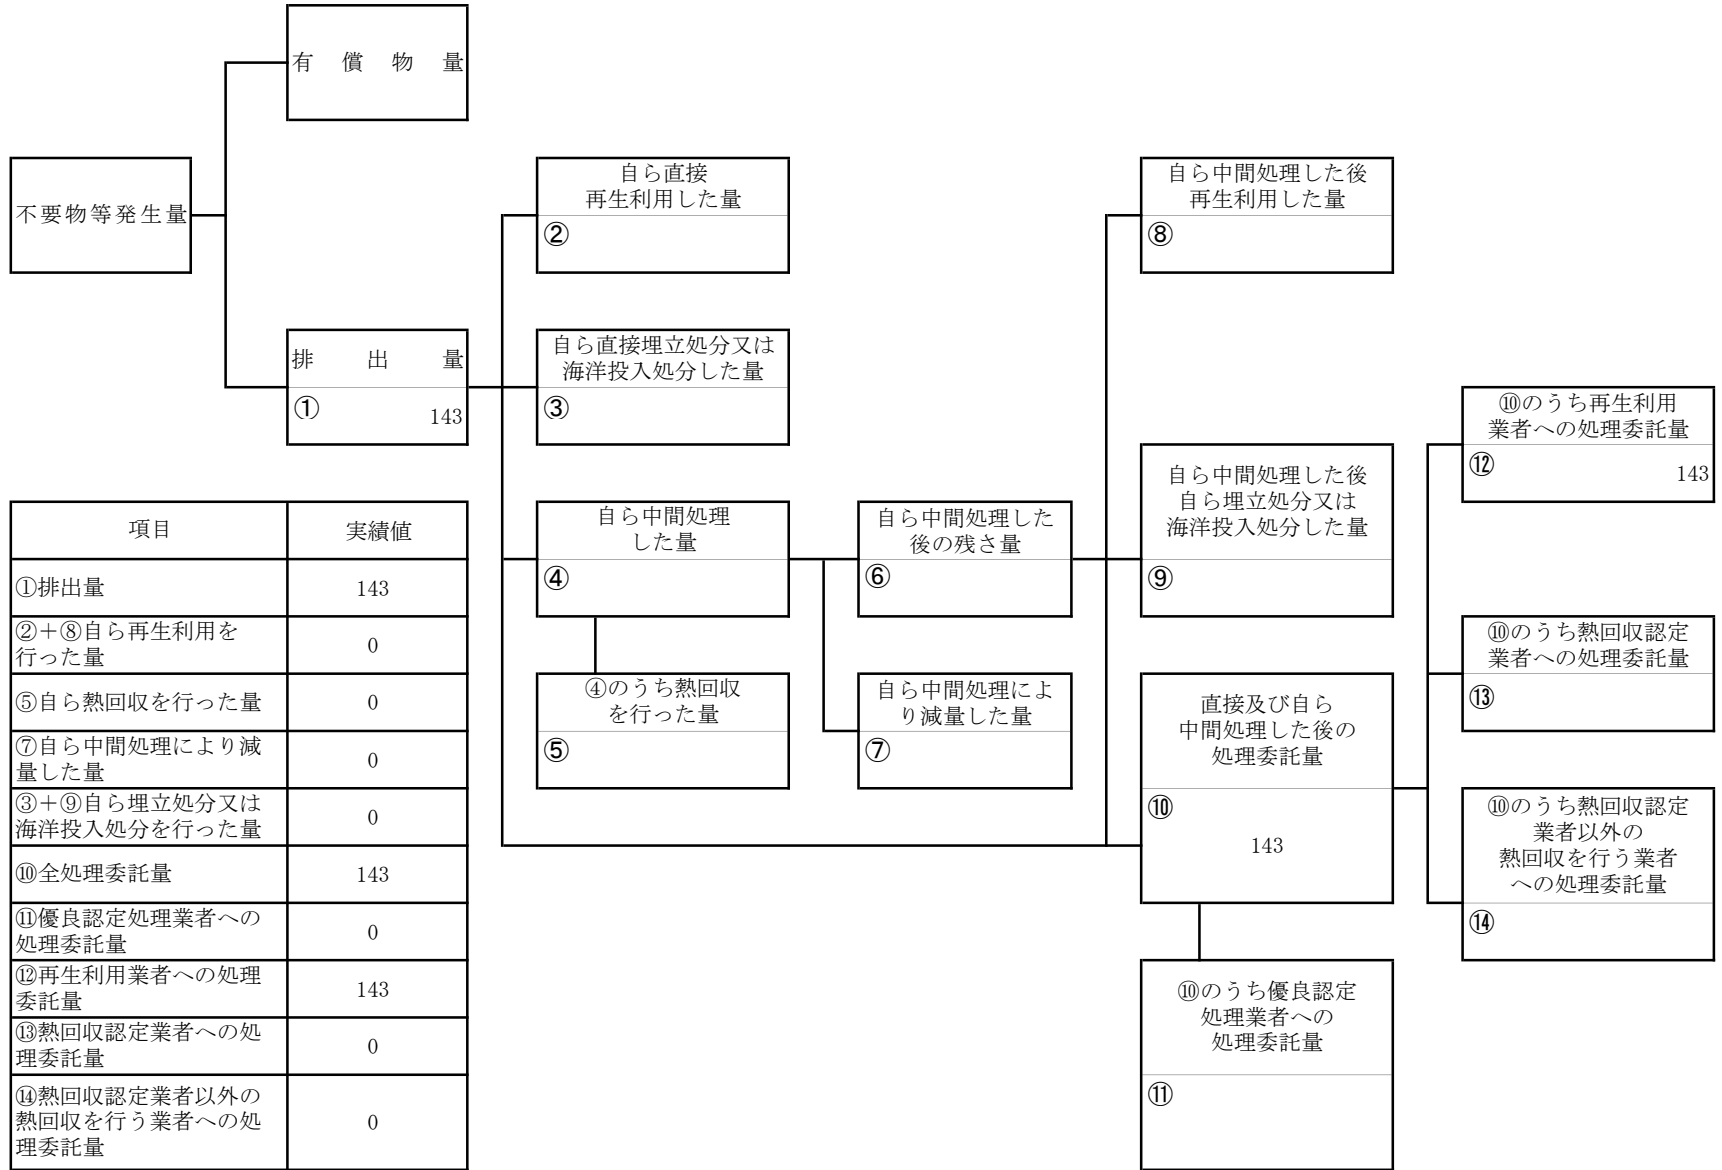 有償物量
不要物等発生量
排出量
① 143
自ら直接
再生利用した量
②
自ら直接埋立処分又は
海洋投入処分した量
③
自ら中間処理
した量
④
④のうち熱回収
を行った量
⑤
自ら中間処理した
後の残さ量
⑥
自ら中間処理によ
り減量した量
⑦
自ら中間処理した後
再生利用した量
⑧
自ら中間処理した後
自ら埋立処分又は
海洋投入処分した量
⑨
直接及び自ら
中間処理した後の
処理委託量
⑩
143
⑩のうち優良認定
処理業者への
処理委託量
⑪
⑩のうち再生利用
業者への処理委託量
⑫ 143
⑩のうち熱回収認定
業者への処理委託量
⑬
⑩のうち熱回収認定
業者以外の
熱回収を行う業者
への処理委託量
⑭
項目 実績値
①排出量 143
②+⑧自ら再生利用を
行った量 0
⑤自ら熱回収を行った量 0
⑦自ら中間処理により減
量した量 0
③+⑨自ら埋立処分又は
海洋投入処分を行った量 0
⑩全処理委託量 143
⑪優良認定処理業者への
処理委託量 0
⑫再生利用業者への処理
委託量 143
⑬熱回収認定業者への処
理委託量 0
⑭熱回収認定業者以外の
熱回収を行う業者への処 0
理委託量